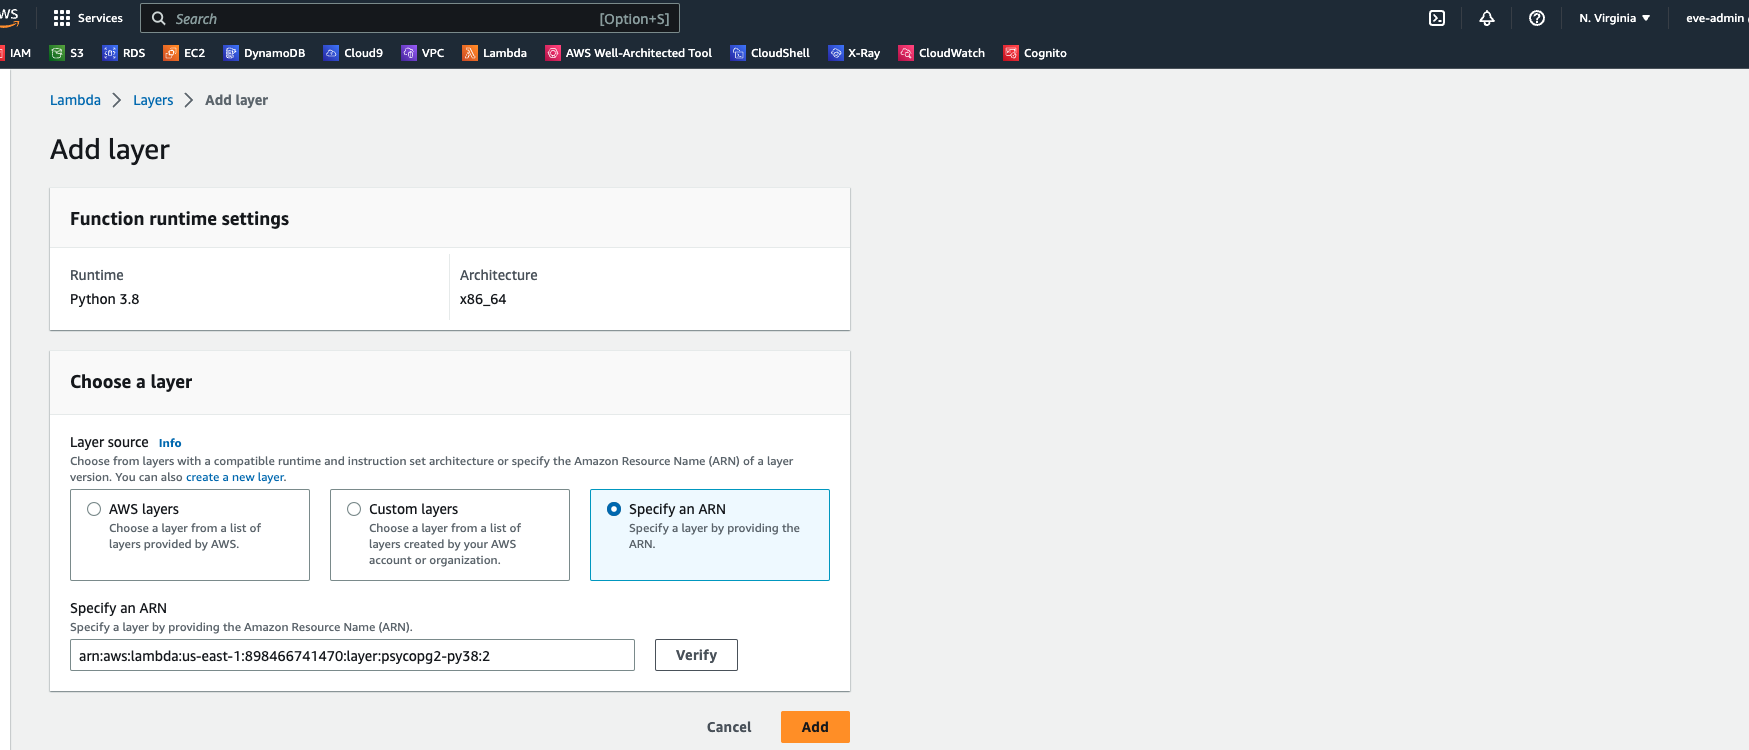 Services
Search
[Option+S]
N. Virginia
eve-admin
IAM
S3
RDS
EC2
DynamoDB
Cloud9
VPC
Lambda
AWS Well-Architected Tool
CloudShell
X-Ray
CloudWatch
Cognito
Lambda
Layers
Add layer
Add layer
Function runtime settings
Runtime
Python 3.8
Architecture
x86_64
Choose a layer
Layer source Info
Choose from layers with a compatible runtime and instruction set architecture or specify the Amazon Resource Name (ARN) of a layer
version. You can also create a new layer.
AWS layers
Choose a layer from a list of
layers provided by AWS.
Custom layers
Choose a layer from a list of
layers created by your AWS
account or organization.
Specify an ARN
Specify a layer by providing the
ARN.
Specify an ARN
Specify a layer by providing the Amazon Resource Name (ARN).
arn:aws:lambda:us-east-1:898466741470:layer:psycopg2-py38:2
Verify
Cancel
Add